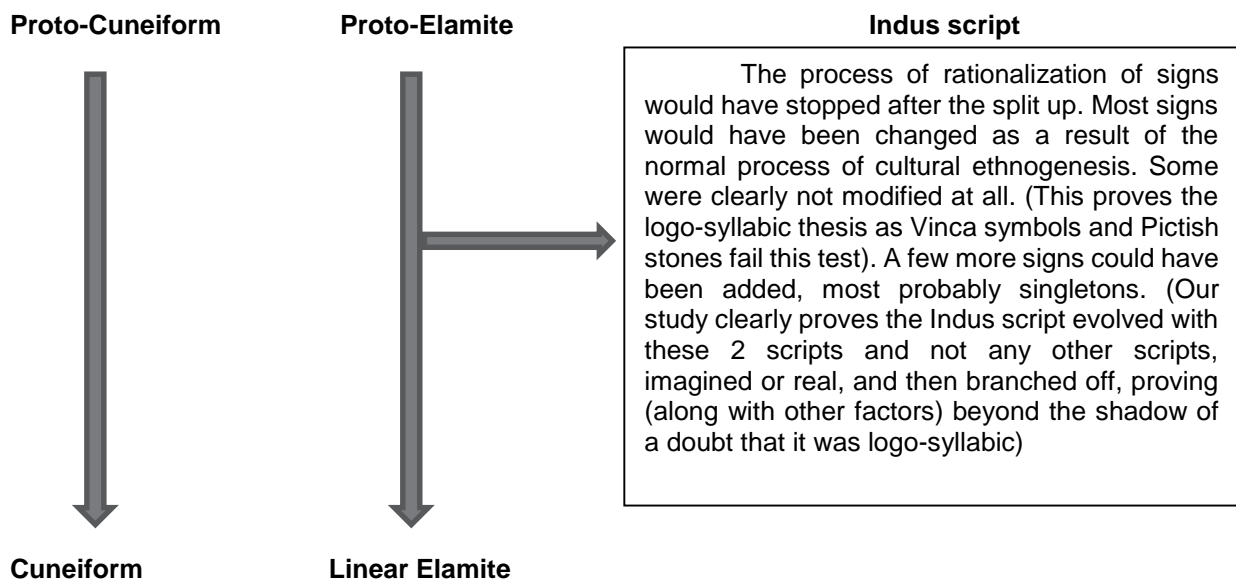 Proto-Cuneiform Proto-Elamite Indus script
The process of rationalization of signs
would have stopped after the split up. Most signs
would have been changed as a result of the
normal process of cultural ethnogenesis. Some
were clearly not modified at all. (This proves the
logo-syllabic thesis as Vinca symbols and Pictish
stones fail this test). A few more signs could have
been added, most probably singletons. (Our
study clearly proves the Indus script evolved with
these 2 scripts and not any other scripts,
imagined or real, and then branched off, proving
(along with other factors) beyond the shadow of
a doubt that it was logo-syllabic)
Cuneiform Linear Elamite